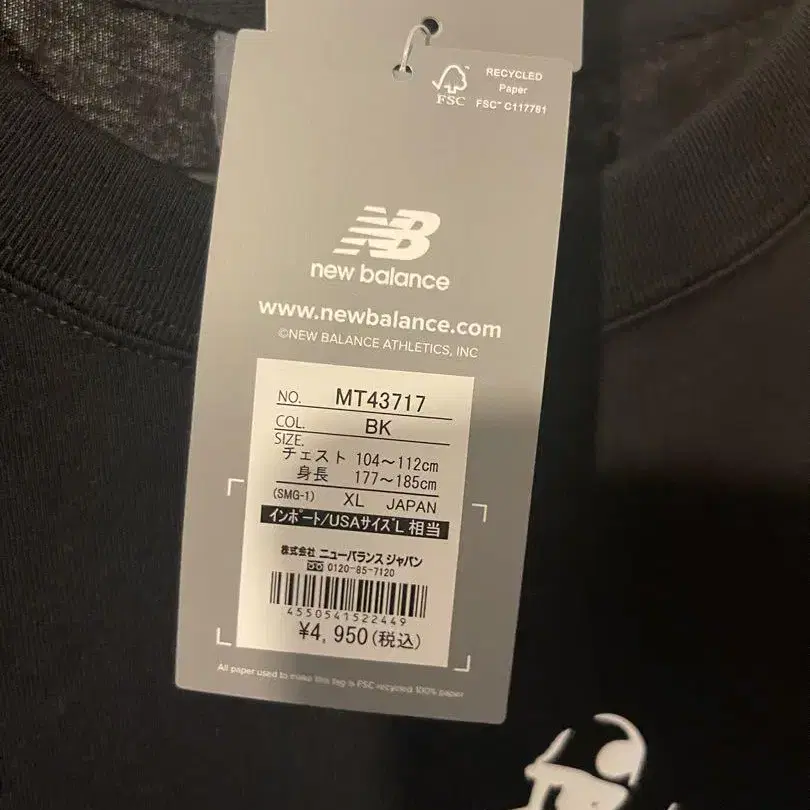 RECYCLED
Paper
FSC™ C117781
FSC
NB
new balance
www.newbalance.com
©NEW BALANCE ATHLETICS, INC
NO. MT43717
COL. BK
SIZE.
チェスト 104～112cm
身長 177～185cm
(SMG-1) XL JAPAN
インポート/USAサイズL 相当
株式会社 ニューバランス ジャパン
0120-85-7120
4550541522449
¥4,950(税込)
All paper used to make this tag is FSC recycled 100% paper